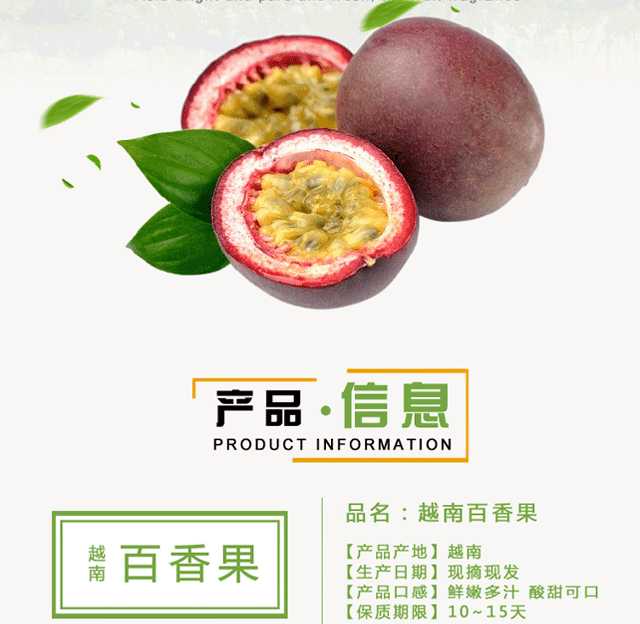 产品·信息
PRODUCT INFORMATION
越南
百香果
品名：越南百香果
【产品产地】越南
【生产日期】现摘现发
【产品口感】鲜嫩多汁 酸甜可口
【保质期限】10~15天